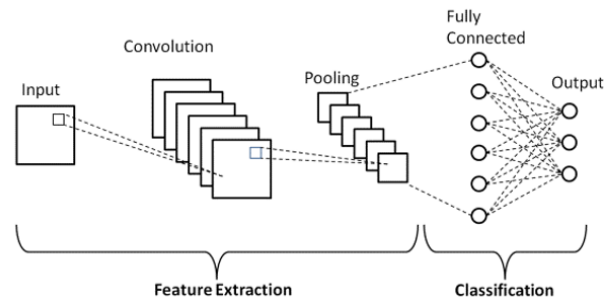 Input
Convolution
Pooling
Fully
Connected
Output
Feature Extraction
Classification